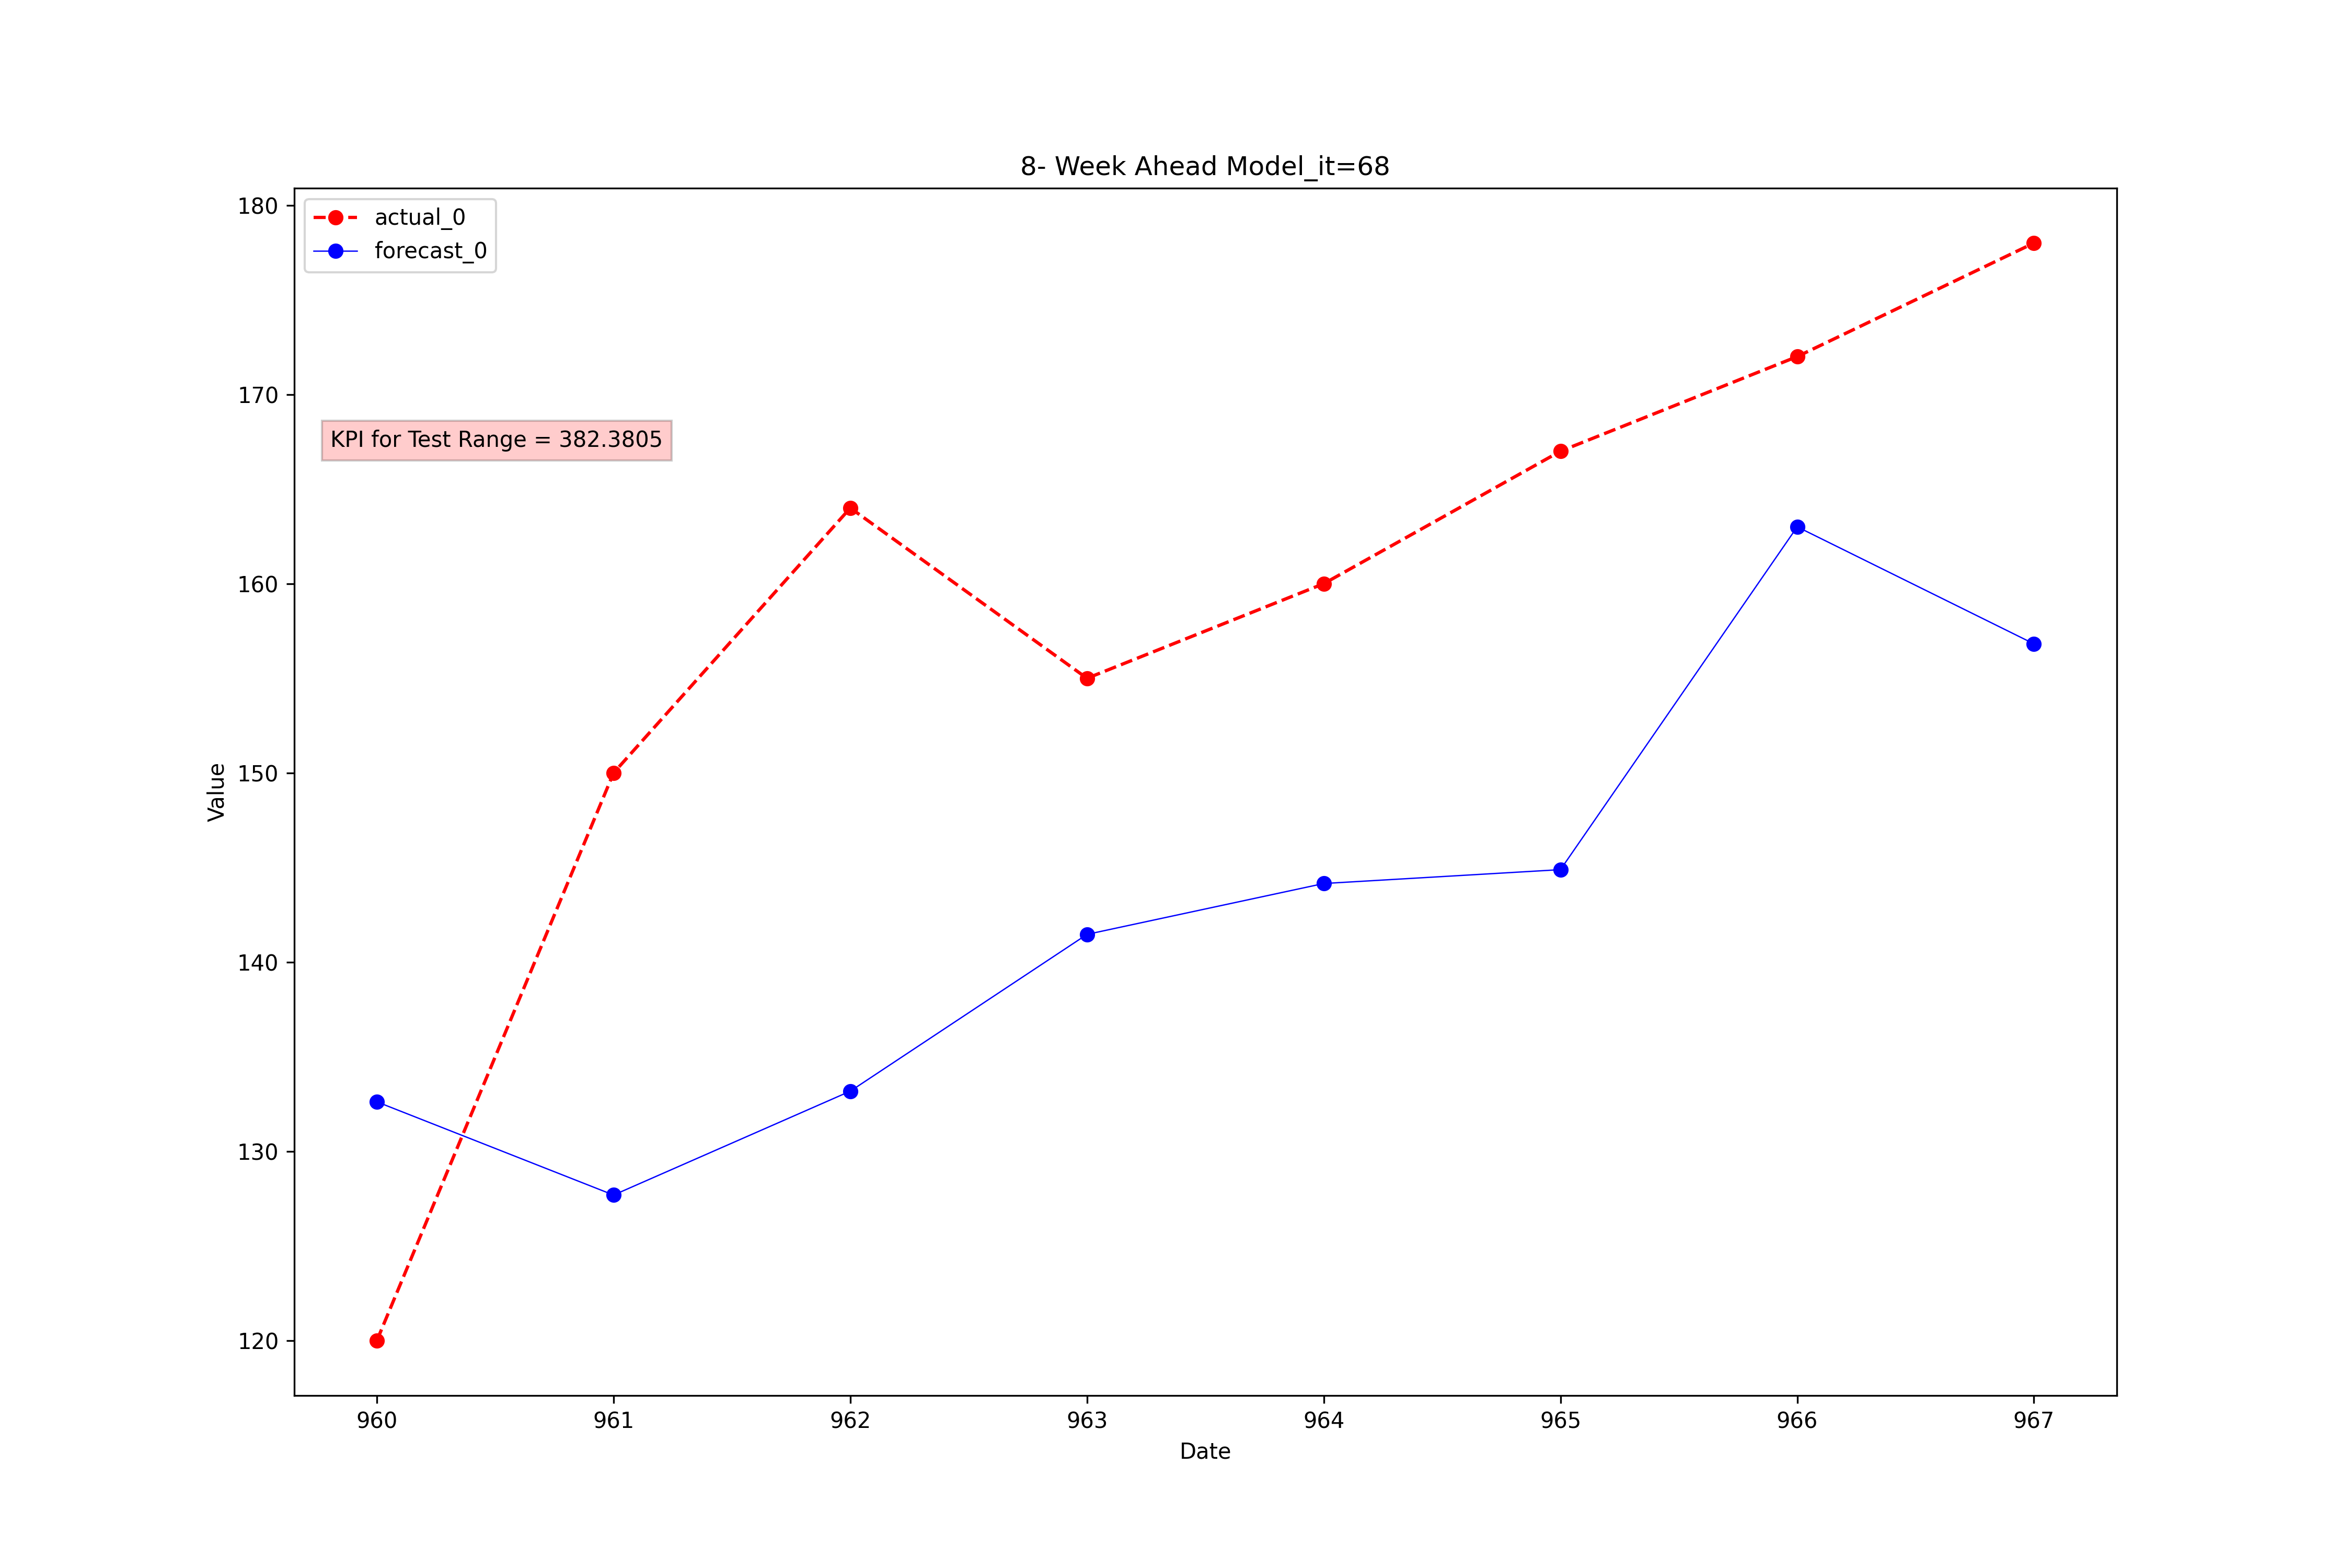 8- Week Ahead Model_it=68
actual_0
forecast_0
KPI for Test Range = 382.3805
180
170
160
150
140
130
120
Value
960 961 962 963 964 965 966 967
Date